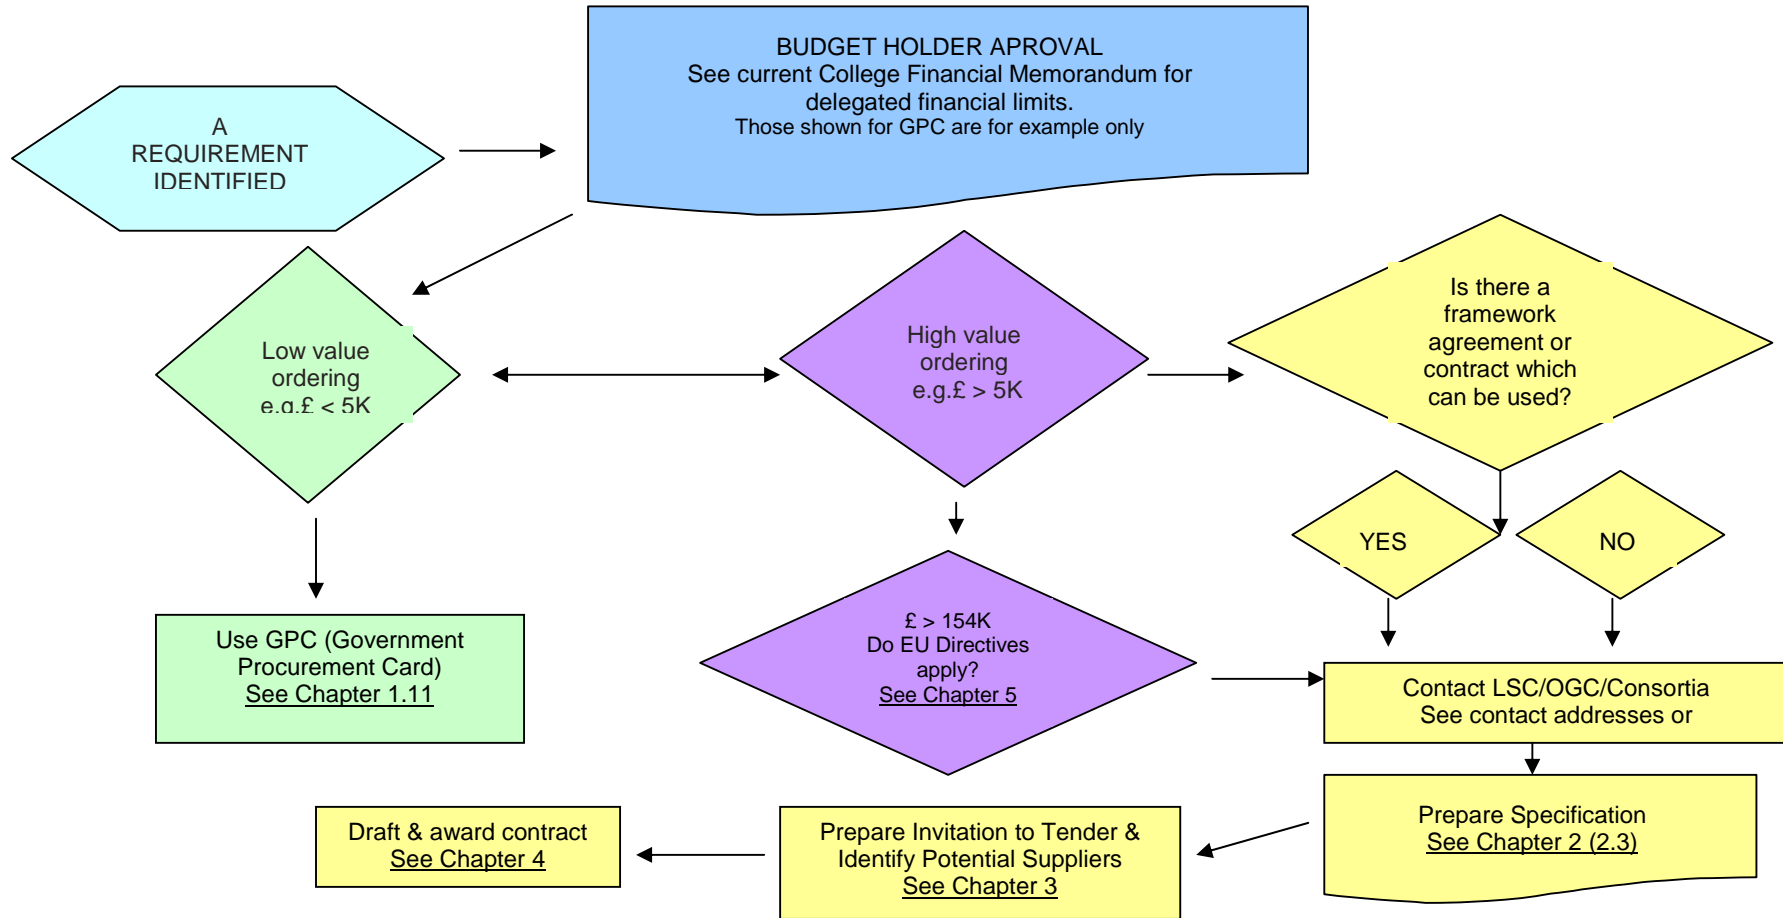 BUDGET HOLDER APROVAL
See current College Financial Memorandum for
delegated financial limits.
Those shown for GPC are for example only
A
REQUIREMENT
IDENTIFIED
Low value
ordering
e.g.£ < 5K
High value
ordering
e.g.£ > 5K
Is there a
framework
agreement or
contract which
can be used?
YES
NO
Use GPC (Government
Procurement Card)
See Chapter 1.11
£ > 154K
Do EU Directives
apply?
See Chapter 5
Contact LSC/OGC/Consortia
See contact addresses or
Prepare Specification
See Chapter 2 (2.3)
Prepare Invitation to Tender &
Identify Potential Suppliers
See Chapter 3
Draft & award contract
See Chapter 4